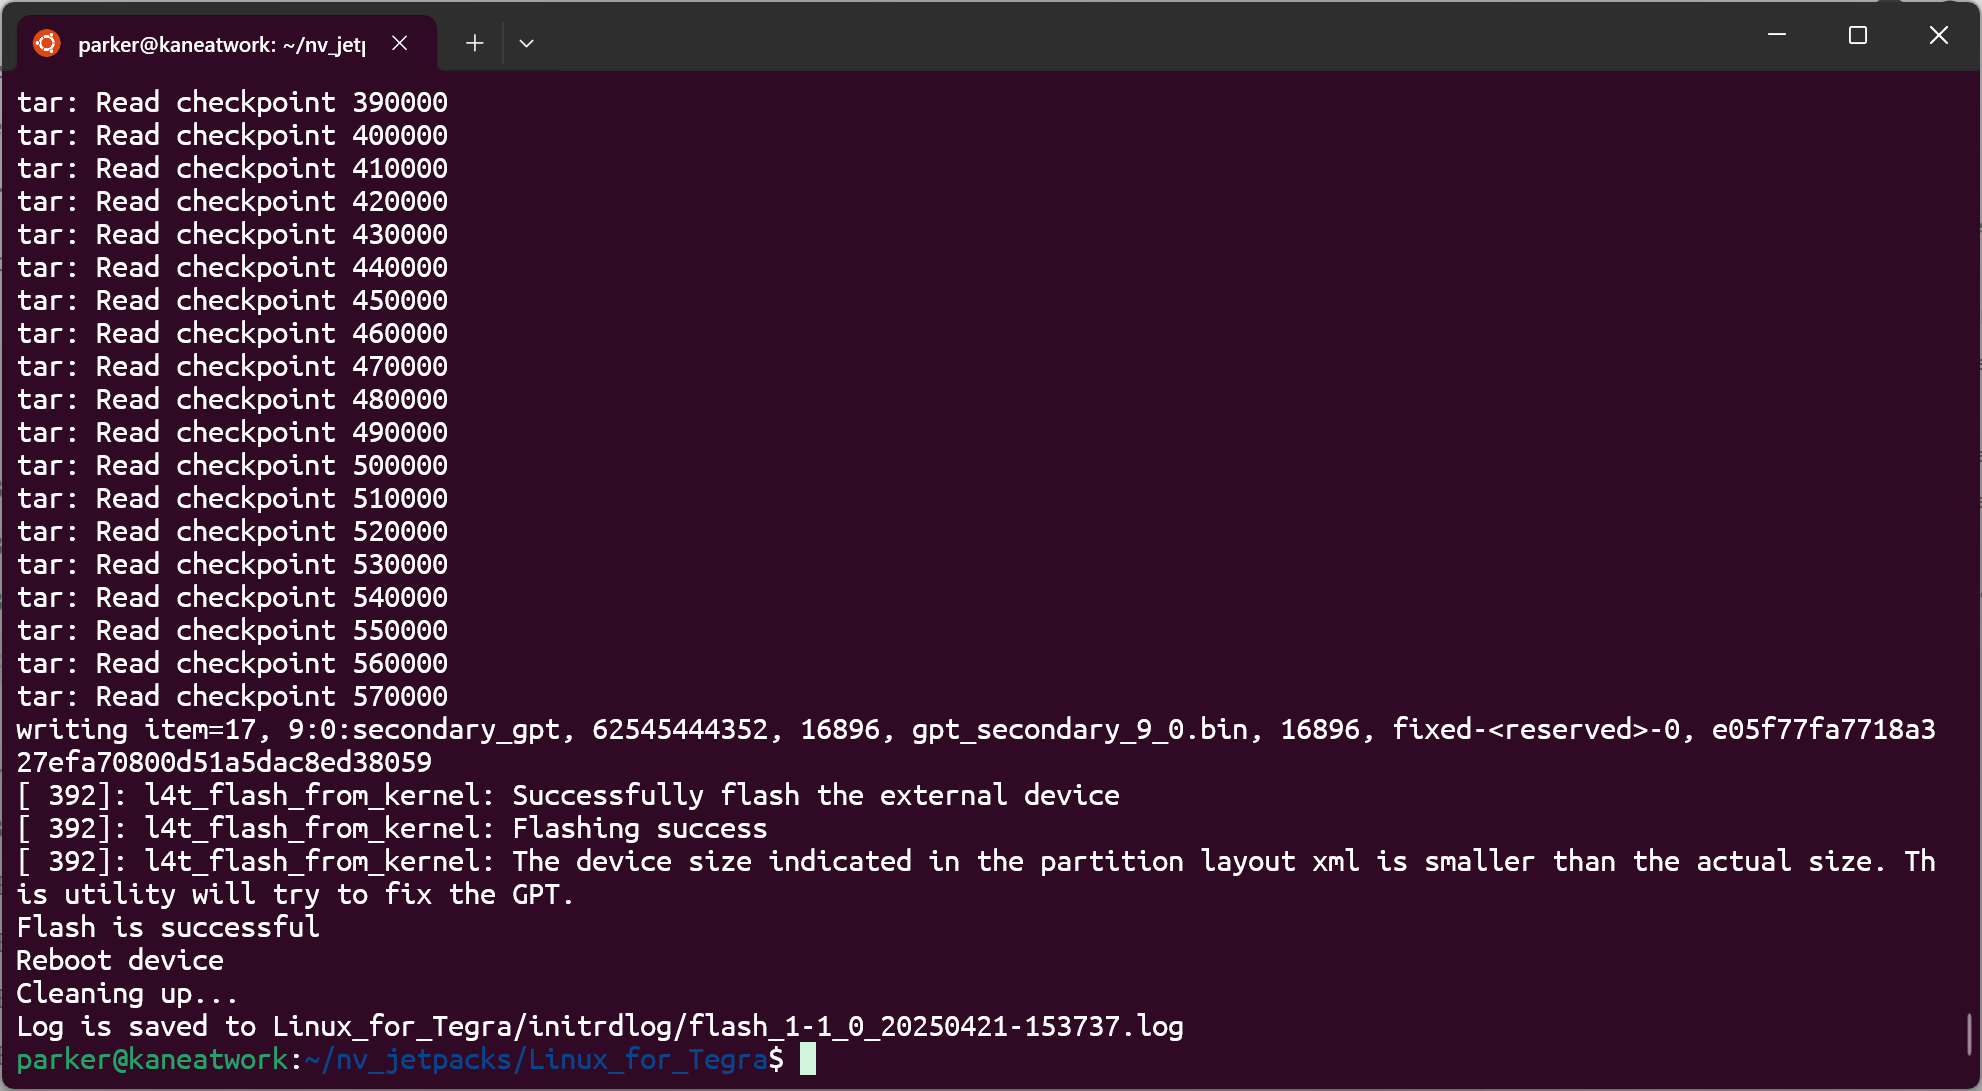 parker@kaneatwork: ~/nv_jetp
tar: Read checkpoint 390000
tar: Read checkpoint 400000
tar: Read checkpoint 410000
tar: Read checkpoint 420000
tar: Read checkpoint 430000
tar: Read checkpoint 440000
tar: Read checkpoint 450000
tar: Read checkpoint 460000
tar: Read checkpoint 470000
tar: Read checkpoint 480000
tar: Read checkpoint 490000
tar: Read checkpoint 500000
tar: Read checkpoint 510000
tar: Read checkpoint 520000
tar: Read checkpoint 530000
tar: Read checkpoint 540000
tar: Read checkpoint 550000
tar: Read checkpoint 560000
tar: Read checkpoint 570000
writing item=17, 9:0:secondary_gpt, 62545444352, 16896, gpt_secondary_9_0.bin, 16896, fixed-<reserved>-0, e05f77fa7718a3
27efa70800d51a5dac8ed38059
[ 392]: l4t_flash_from_kernel: Successfully flash the external device
[ 392]: l4t_flash_from_kernel: Flashing success
[ 392]: l4t_flash_from_kernel: The device size indicated in the partition layout xml is smaller than the actual size. Th
is utility will try to fix the GPT.
Flash is successful
Reboot device
Cleaning up...
Log is saved to Linux_for_Tegra/initrdlog/flash_1-1_0_20250421-153737.log
parker@kaneatwork:~/nv_jetpacks/Linux_for_Tegra$